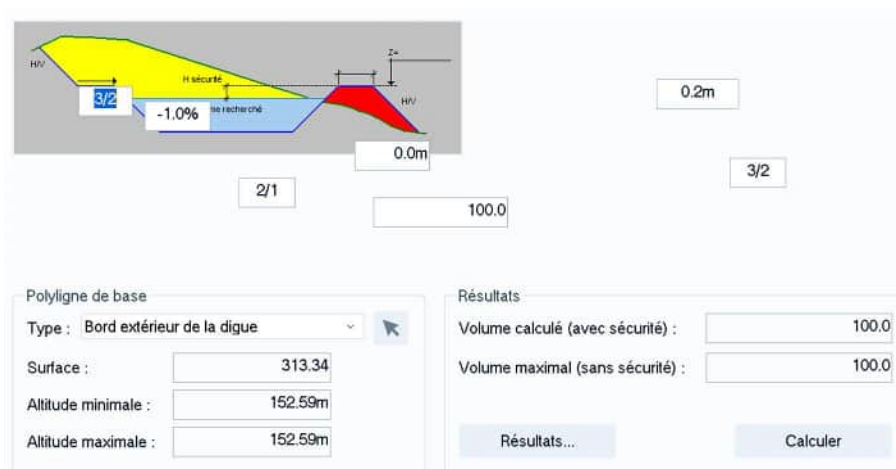 Z=
H/V
H sécurité
0.2m
3/2
-1.0%
me recherché
H/V
0.0m
3/2
2/1
100.0
Polyligne de base
Type : Bord extérieur de la digue
Surface : 313.34
Altitude minimale : 152.59m
Altitude maximale : 152.59m
Résultats
Volume calculé (avec sécurité) : 100.0
Volume maximal (sans sécurité) : 100.0
Résultats...
Calculer